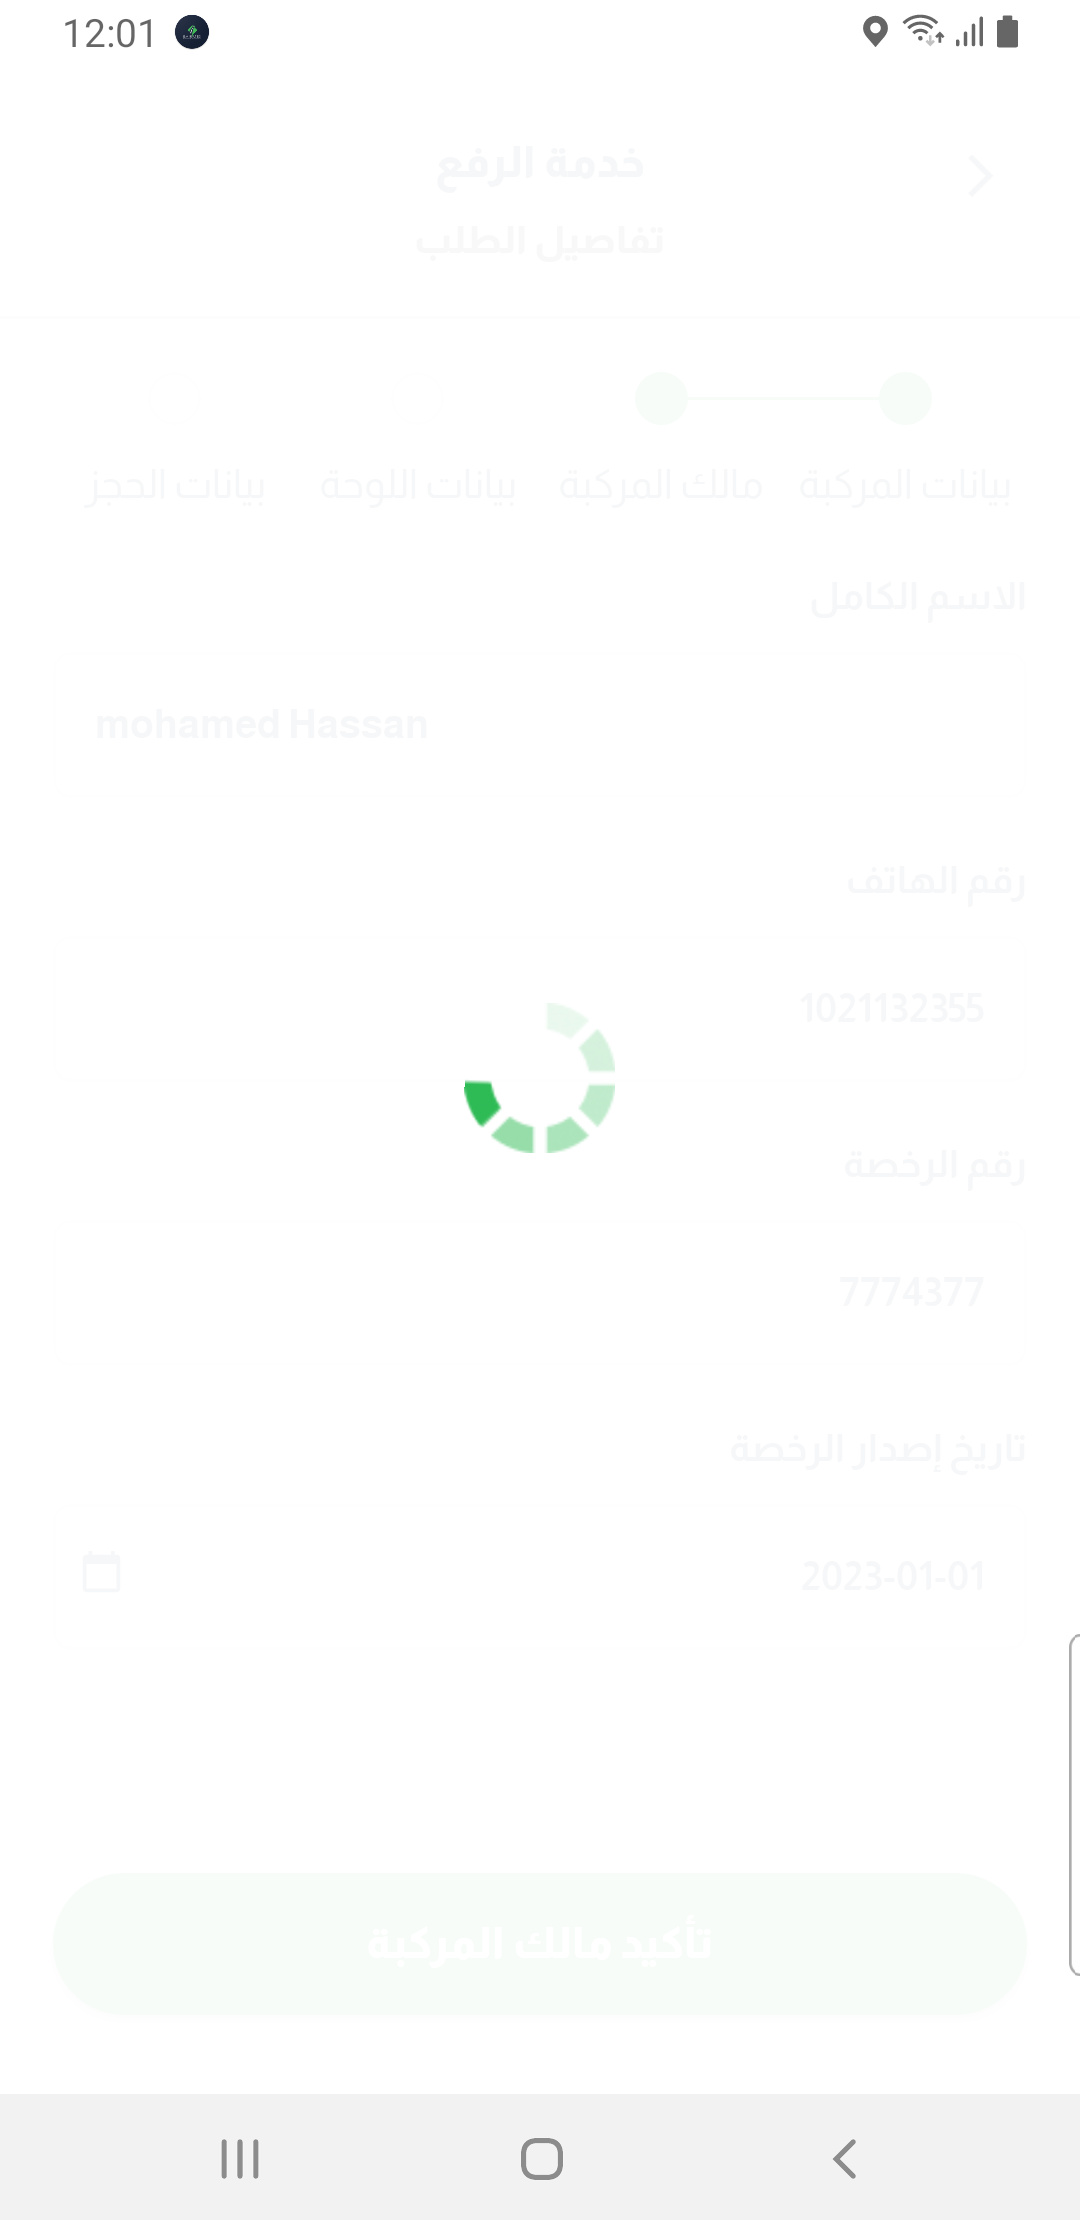 12:01
خدمة الرفع
تفاصيل الطلب
بيانات المركبة
مالك المركبة
بيانات اللوحة
بيانات الحجز
الاسم الكامل
mohamed Hassan
رقم الهاتف
1021132355
رقم الرخصة
7774377
تاريخ إصدار الرخصة
2023-01-01
تأكيد مالك المركبة